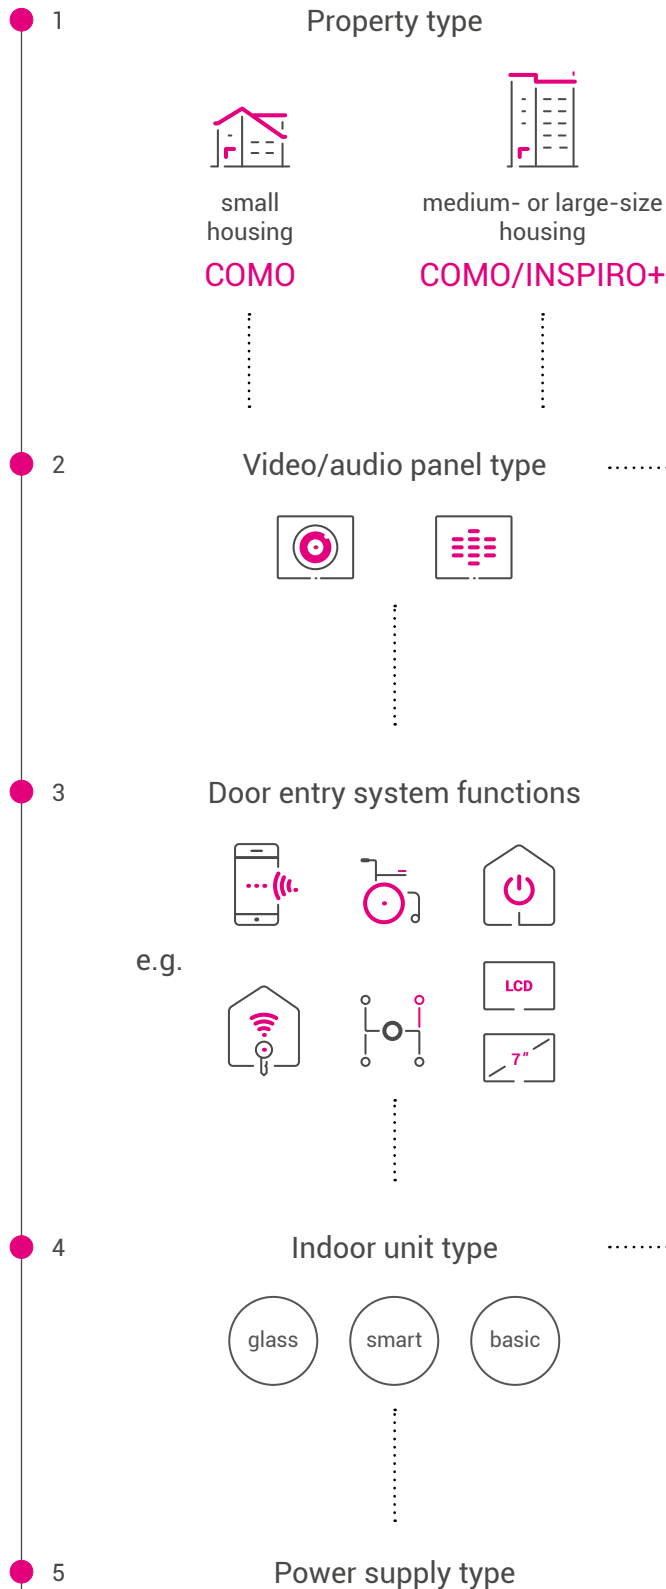 1
Property type
small
housing
COMO
medium- or large-size
housing
COMO/INSPIRO+
2
Video/audio panel type
3
Door entry system functions
e.g.
LCD
7”
4
Indoor unit type
glass
smart
basic
5
Power supply type